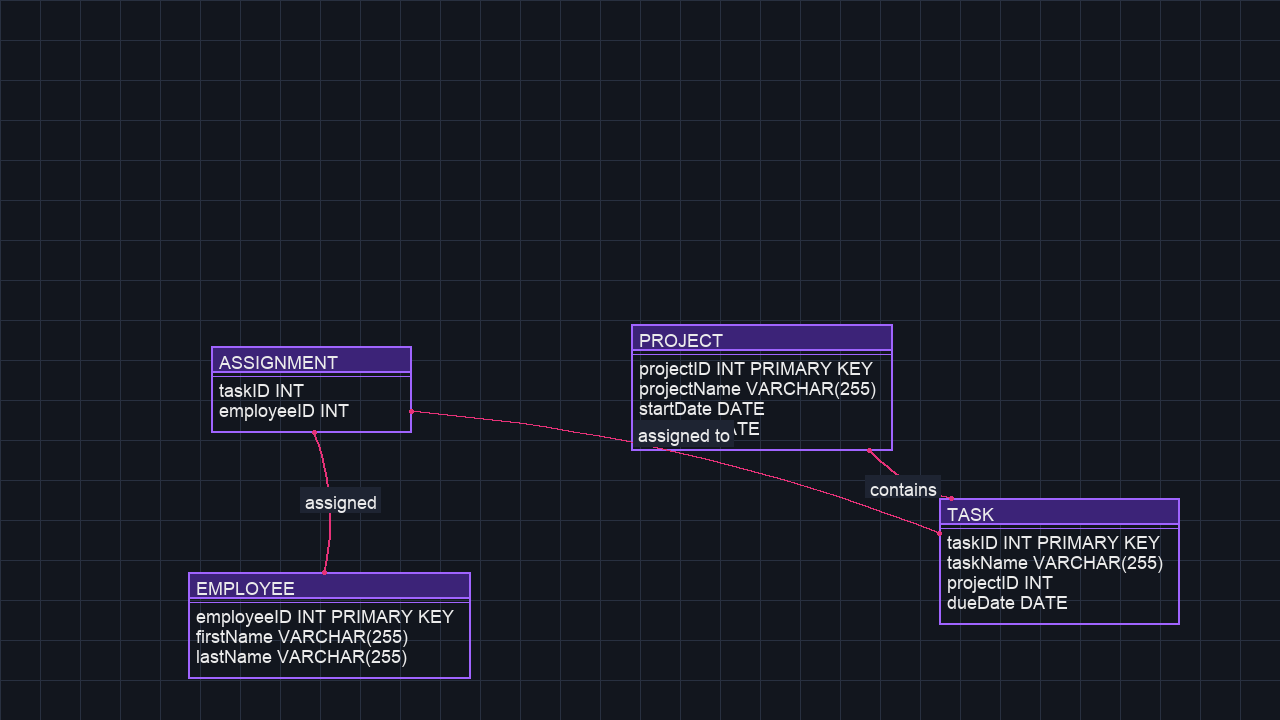 PROJECT
projectID INT PRIMARY KEY
projectName VARCHAR(255)
startDate DATE
assigned to
ASSIGNMENT
taskID INT
employeeID INT
assigned
contains
TASK
taskID INT PRIMARY KEY
taskName VARCHAR(255)
projectID INT
dueDate DATE
EMPLOYEE
employeeID INT PRIMARY KEY
firstName VARCHAR(255)
lastName VARCHAR(255)